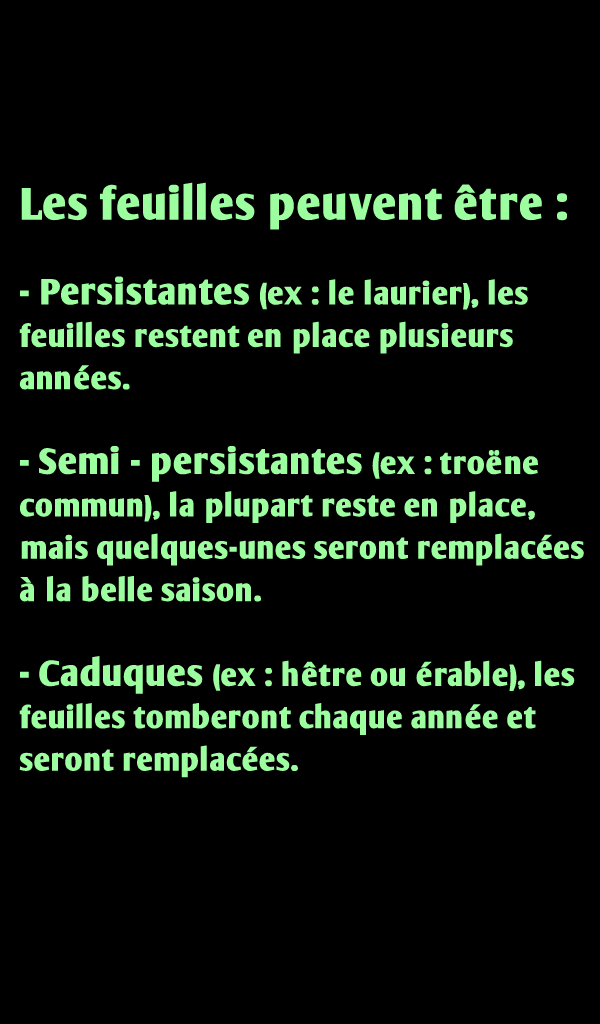 Les feuilles peuvent être :
- Persistantes (ex : le laurier), les
feuilles restent en place plusieurs
années.
- Semi - persistantes (ex : troëne
commun), la plupart reste en place,
mais quelques-unes seront remplacées
à la belle saison.
- Caduques (ex : hêtre ou érable), les
feuilles tomberont chaque année et
seront remplacées.